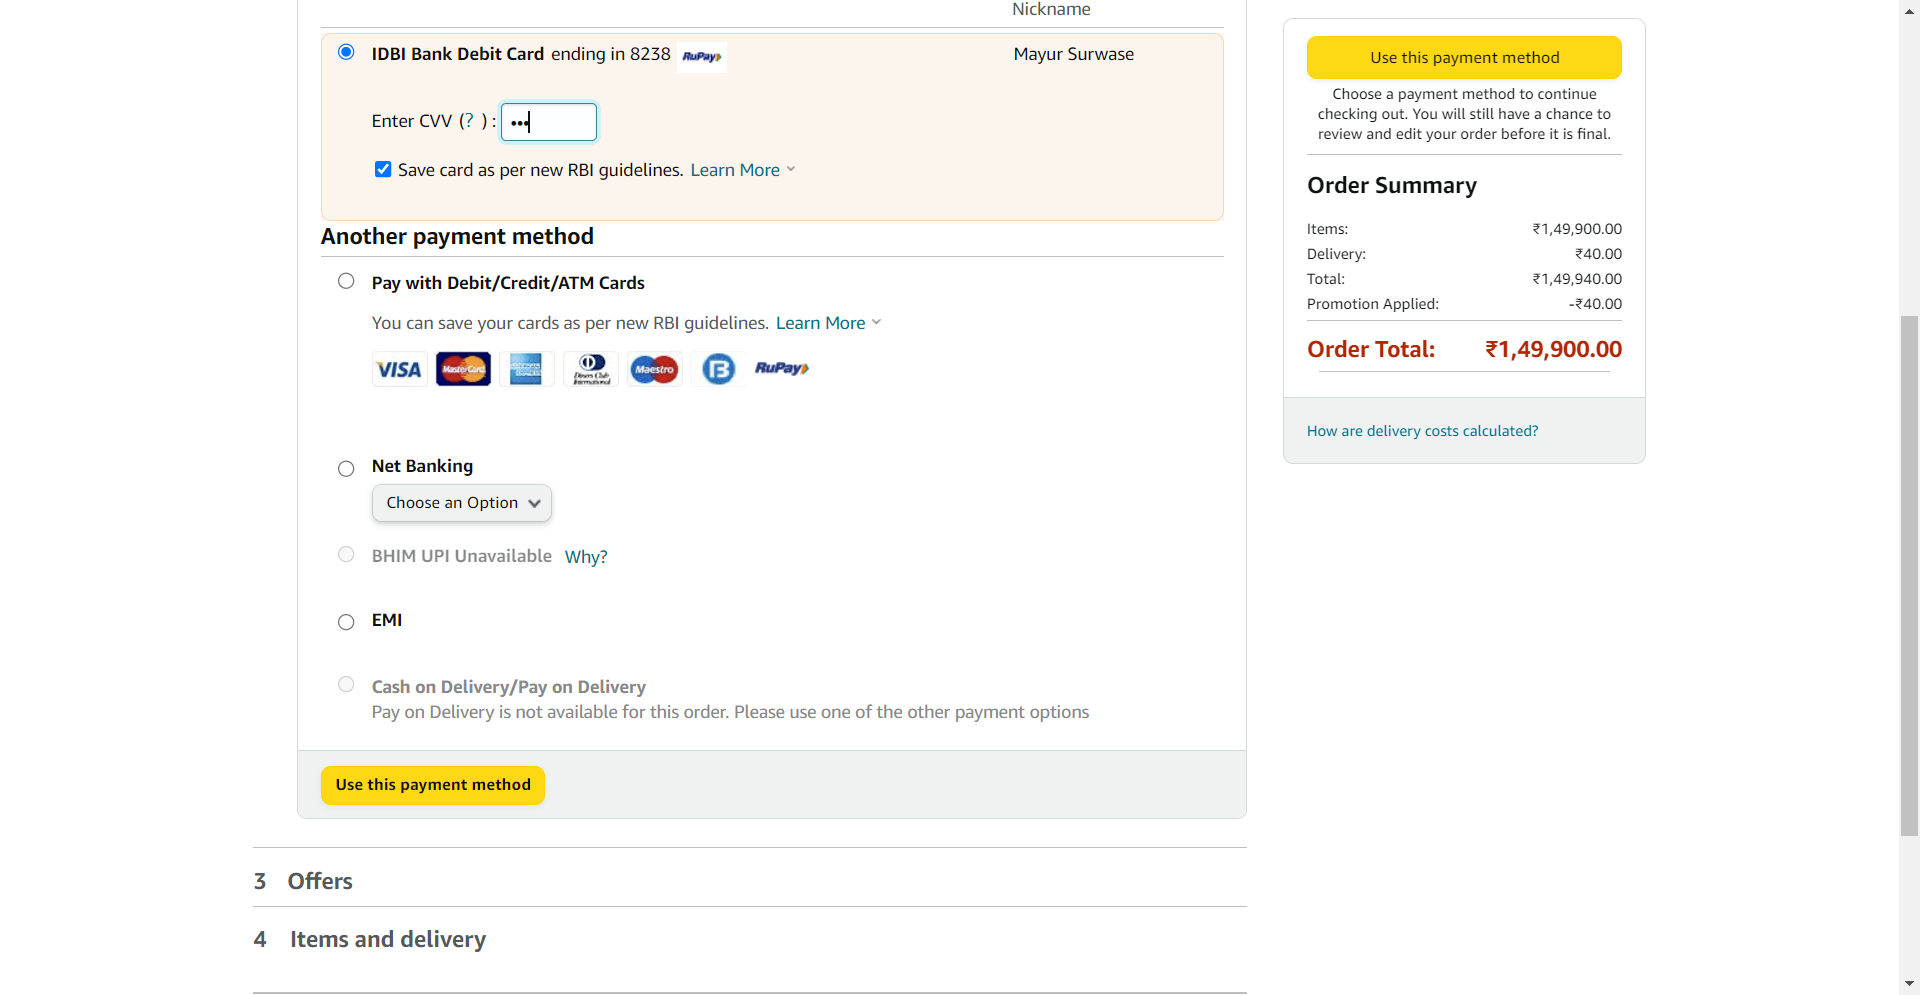 Nickname
IDBI Bank Debit Card ending in 8238 RuPay Mayur Surwase
Enter CVV (? ) : •••
Save card as per new RBI guidelines. Learn More
Another payment method
Pay with Debit/Credit/ATM Cards
You can save your cards as per new RBI guidelines. Learn More
VISA MasterCard Diners Club International Maestro RuPay
Net Banking
Choose an Option
BHIM UPI Unavailable Why?
EMI
Cash on Delivery/Pay on Delivery
Pay on Delivery is not available for this order. Please use one of the other payment options
Use this payment method
3 Offers
4 Items and delivery
Use this payment method
Choose a payment method to continue
checking out. You will still have a chance to
review and edit your order before it is final.
Order Summary
Items: ₹1,49,900.00
Delivery: ₹40.00
Total: ₹1,49,940.00
Promotion Applied: -₹40.00
Order Total: ₹1,49,900.00
How are delivery costs calculated?